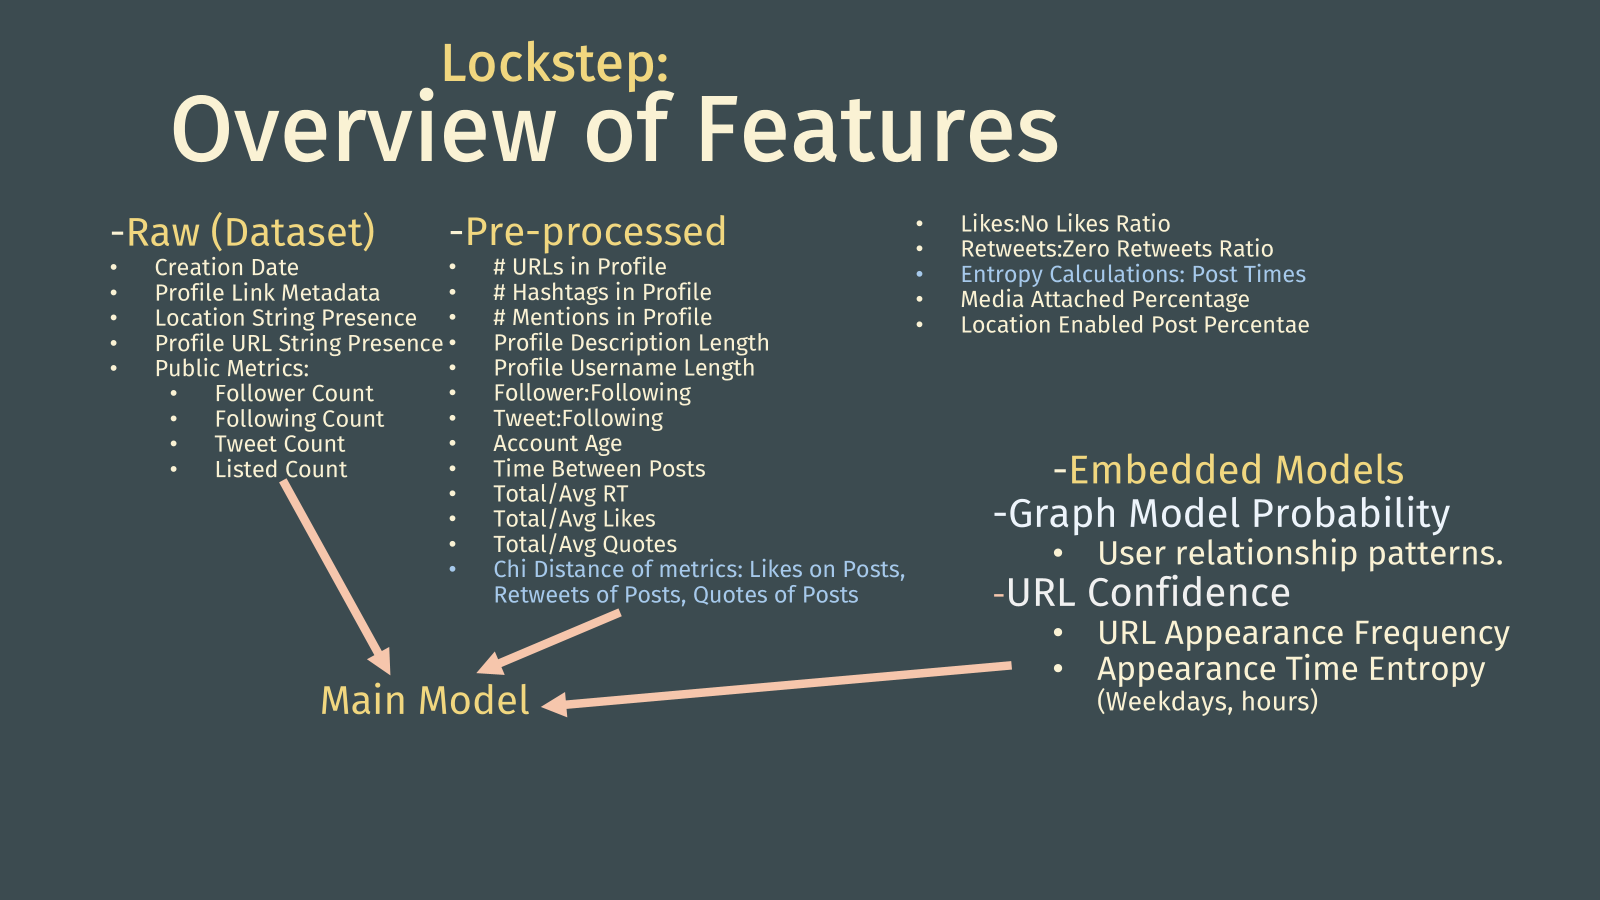 Lockstep:
Overview of Features
-Raw (Dataset)
• Creation Date
• Profile Link Metadata
• Location String Presence
• Profile URL String Presence
• Public Metrics:
• Follower Count
• Following Count
• Tweet Count
• Listed Count
-Pre-processed
• # URLs in Profile
• # Hashtags in Profile
• # Mentions in Profile
• Profile Description Length
• Profile Username Length
• Follower:Following
• Tweet:Following
• Account Age
• Time Between Posts
• Total/Avg RT
• Total/Avg Likes
• Total/Avg Quotes
• Chi Distance of metrics: Likes on Posts,
Retweets of Posts, Quotes of Posts
• Likes:No Likes Ratio
• Retweets:Zero Retweets Ratio
• Entropy Calculations: Post Times
• Media Attached Percentage
• Location Enabled Post Percentae
-Embedded Models
-Graph Model Probability
• User relationship patterns.
-URL Confidence
• URL Appearance Frequency
• Appearance Time Entropy
(Weekdays, hours)
Main Model